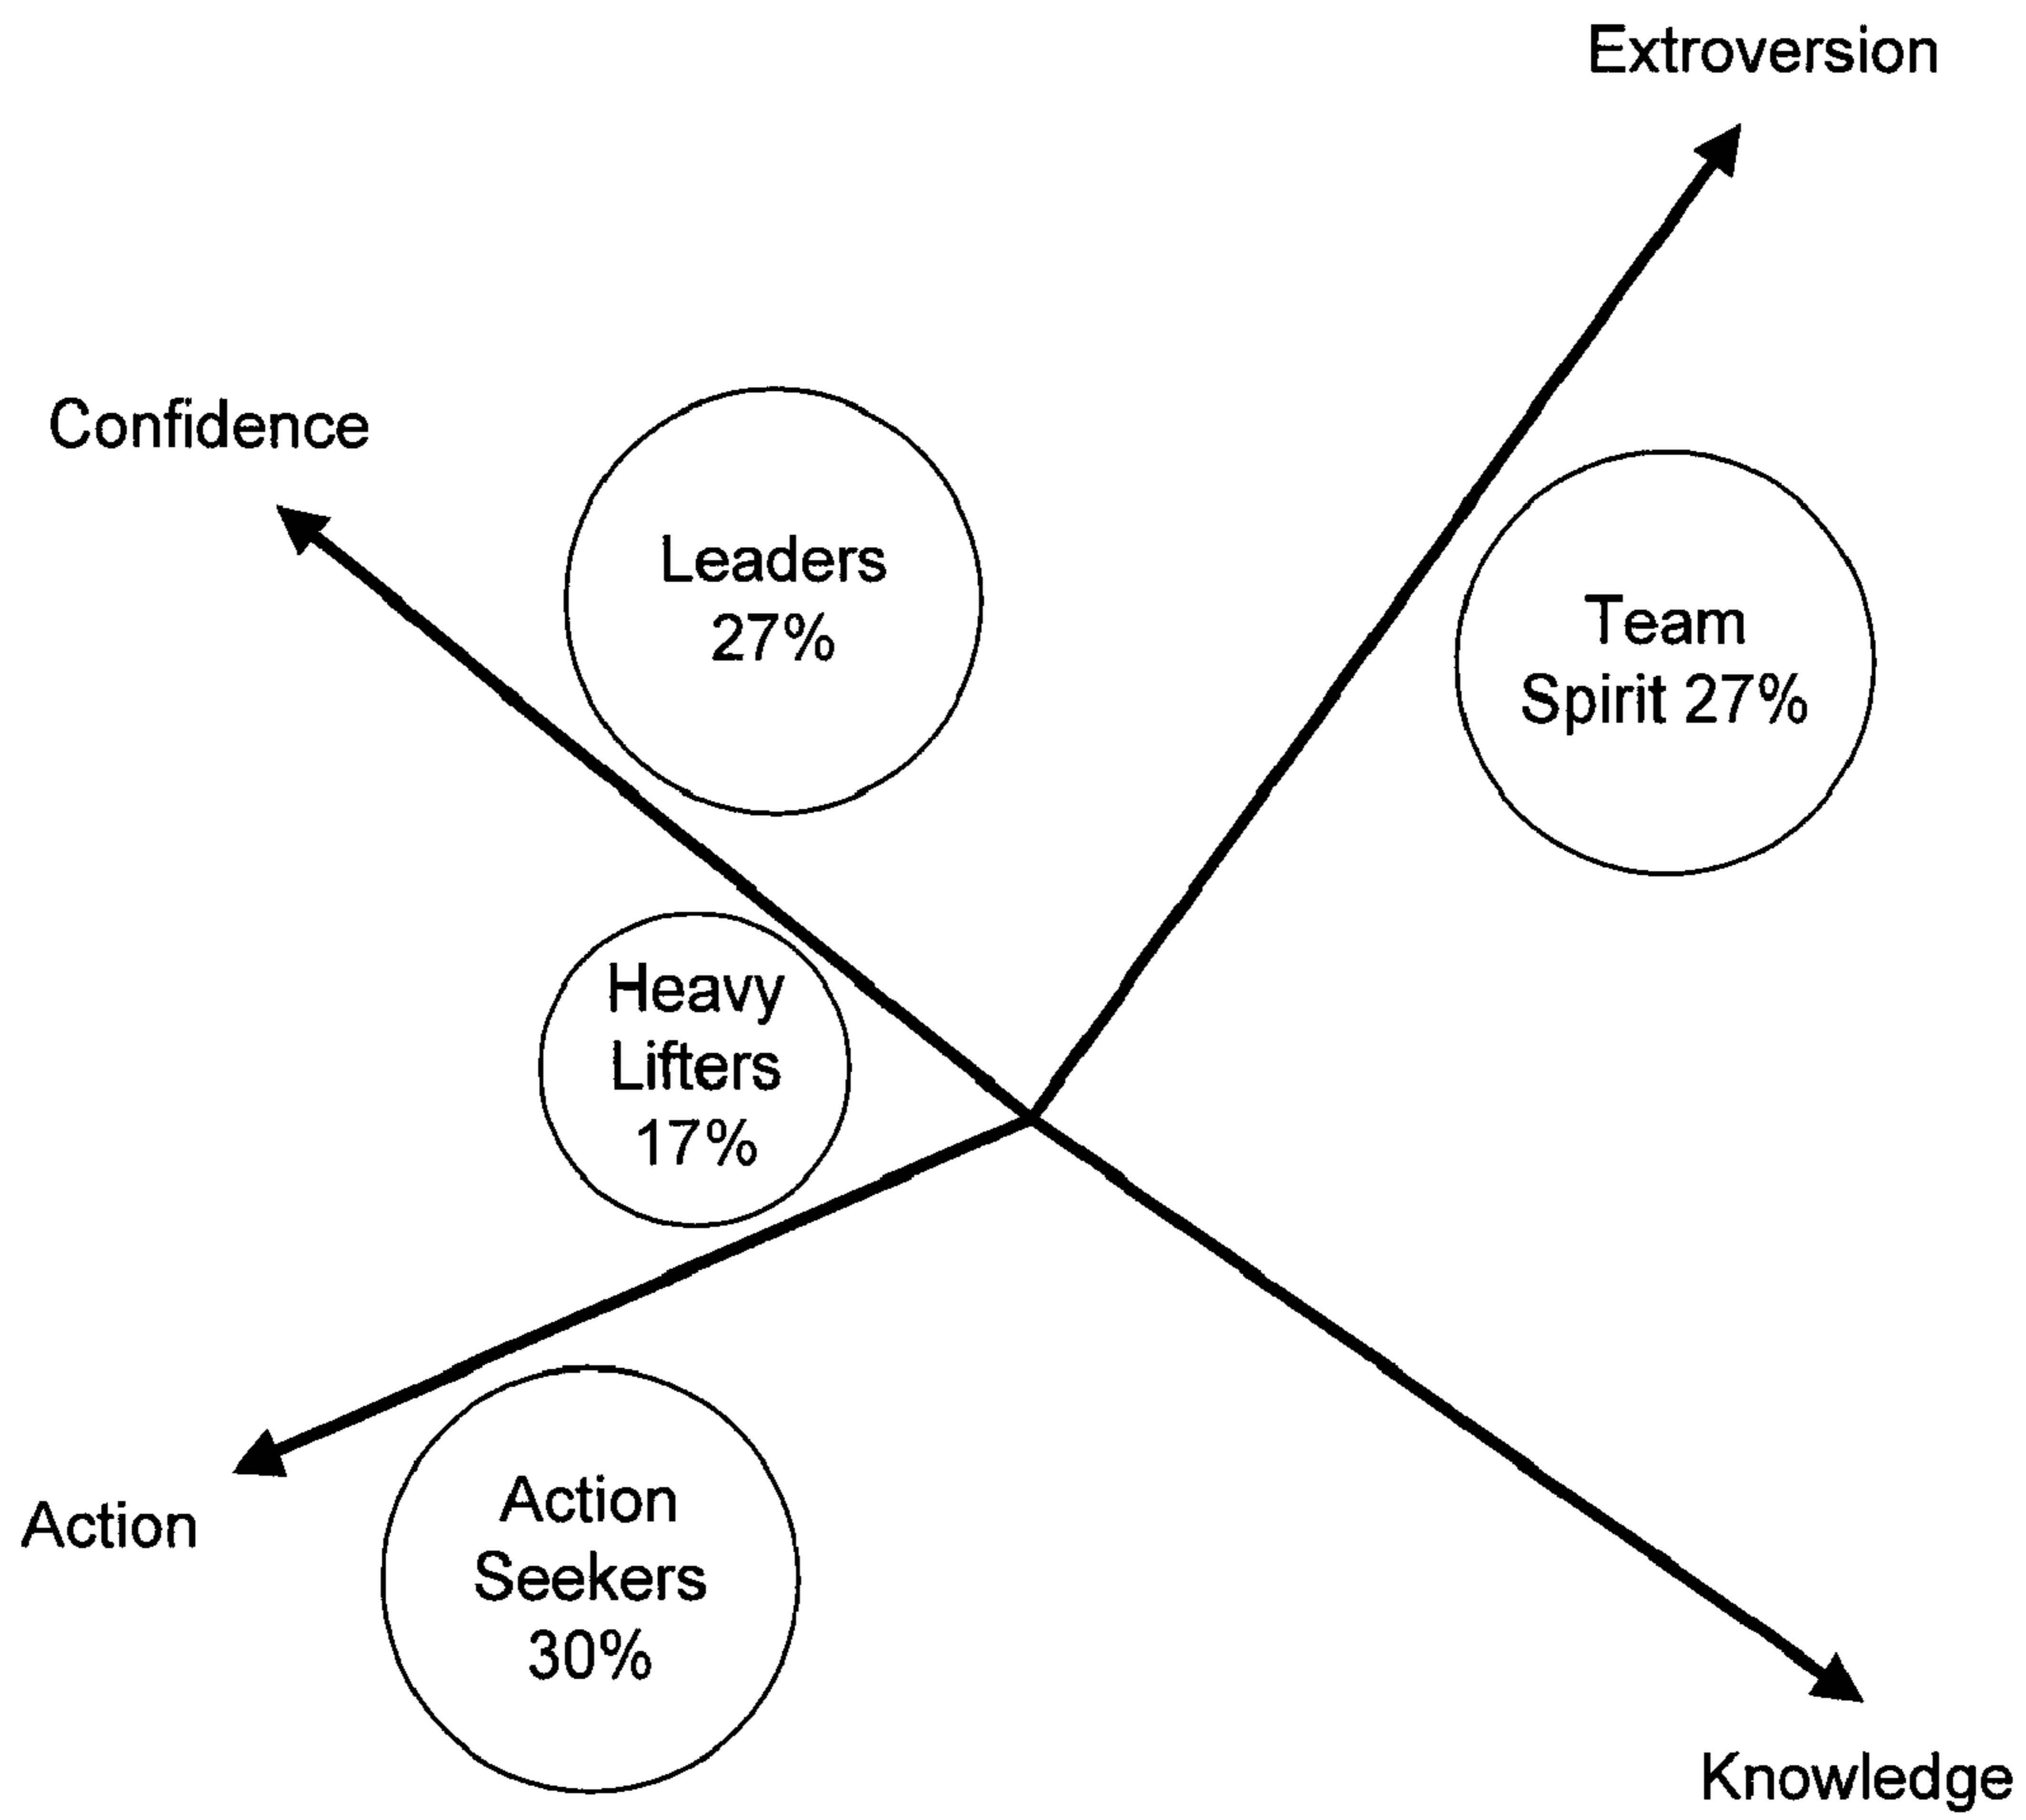 Extroversion
Confidence
Leaders
27%
Team
Spirit 27%
Heavy
Lifters
17%
Action
Action
Seekers
30%
Knowledge